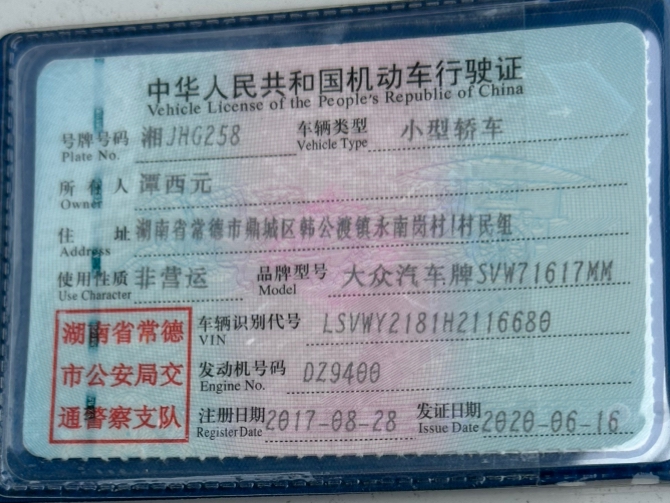 中华人民共和国机动车行驶证
Vehicle License of the People's Republic of China
号牌号码 湘JHG258 车辆类型 小型轿车
Plate No. Vehicle Type
所有人 谭西元
Owner
住址 湖南省常德市鼎城区韩公渡镇永南岗村1村民组
Address
使用性质 非营运 品牌型号 大众汽车牌SVW71617MM
Use Character Model
湖南省常德 车辆识别代号 LSVWY2181H2116680
VIN
市公安局交 发动机号码 DZ9400
Engine No.
通警察支队 注册日期 2017-08-28 发证日期 2020-06-16
Register Date Issue Date